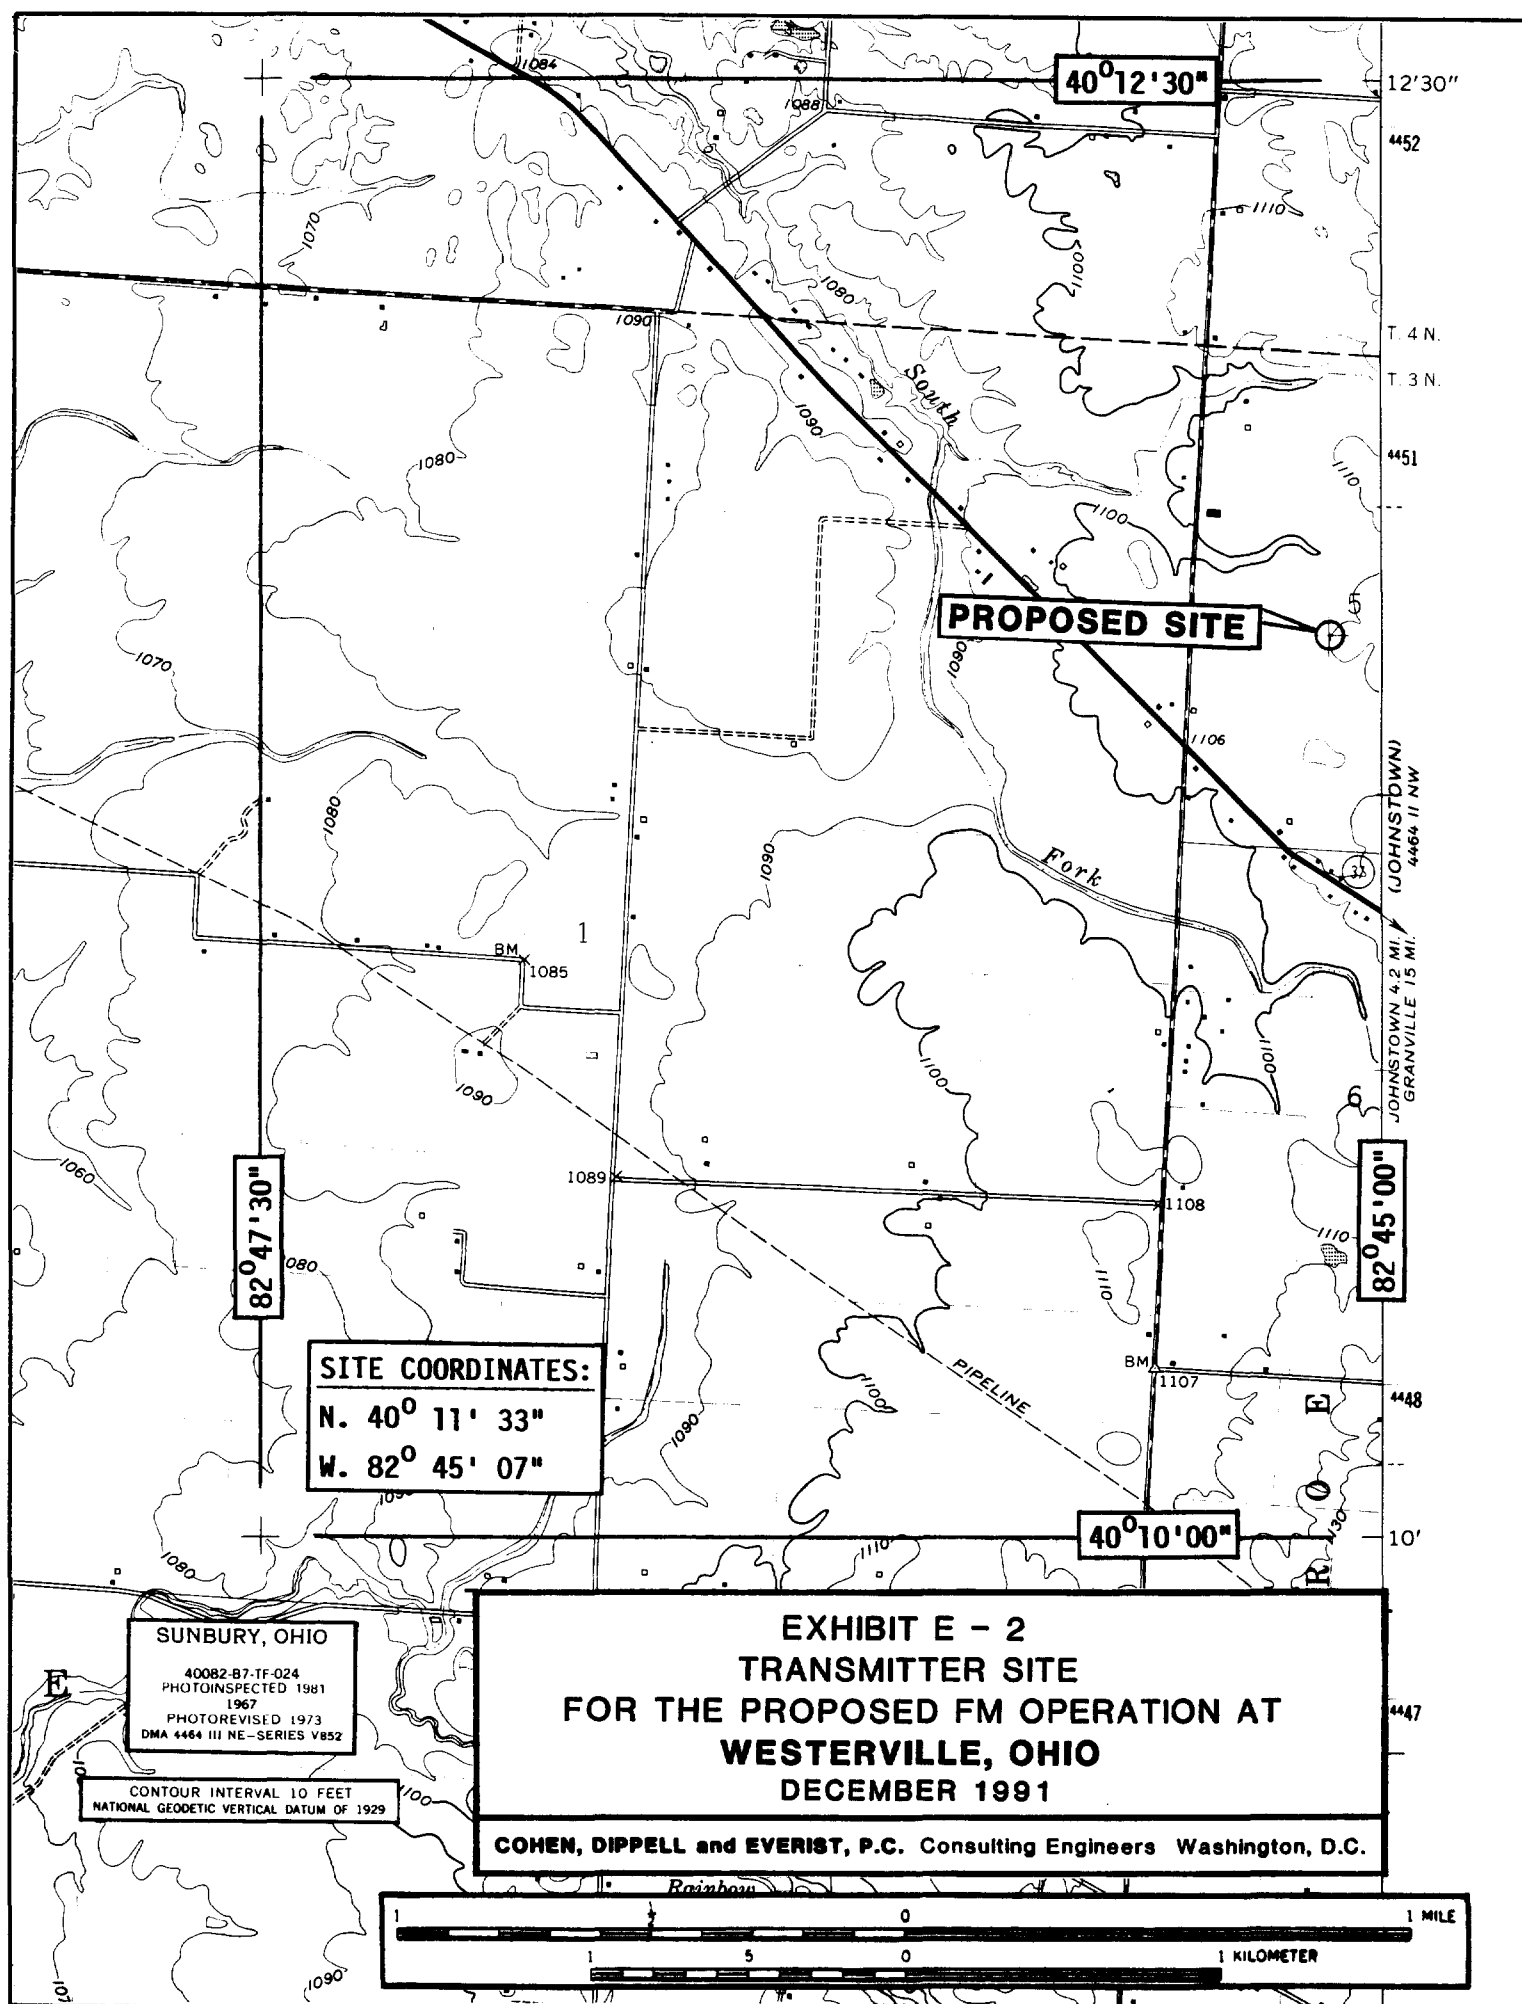 1084
40° 12' 30"
12'30"
1088
4452
1110
1070
1100
1080
1090
T. 4 N.
T. 3 N.
South
1090
1080
4451
1110
1100
PROPOSED SITE
5
1090
1070
1106
(JOHNSTOWN)
4464 II NW
1080
1090
Fork
37
1
BM
1085
JOHNSTOWN 4.2 MI.
GRANVILLE 15 MI.
1100
1100
1090
6
1060
1089
1108
82° 47' 30"
1080
1110
1110
82° 45' 00"
SITE COORDINATES:
N. 40° 11' 33"
W. 82° 45' 07"
BM
1107
PIPELINE
1100
1090
4448
E
O
R
1130
1090
40° 10' 00"
10'
1080
1110
SUNBURY, OHIO
40082-B7-TF-024
PHOTOINSPECTED 1981
1967
PHOTOREVISED 1973
DMA 4464 III NE-SERIES V852
E
EXHIBIT E - 2
TRANSMITTER SITE
FOR THE PROPOSED FM OPERATION AT
WESTERVILLE, OHIO
DECEMBER 1991
4447
CONTOUR INTERVAL 10 FEET
NATIONAL GEODETIC VERTICAL DATUM OF 1929
1100
COHEN, DIPPELL and EVERIST, P.C. Consulting Engineers Washington, D.C.
Rainbow
1 0 1 MILE
1 5 0 1 KILOMETER
1090